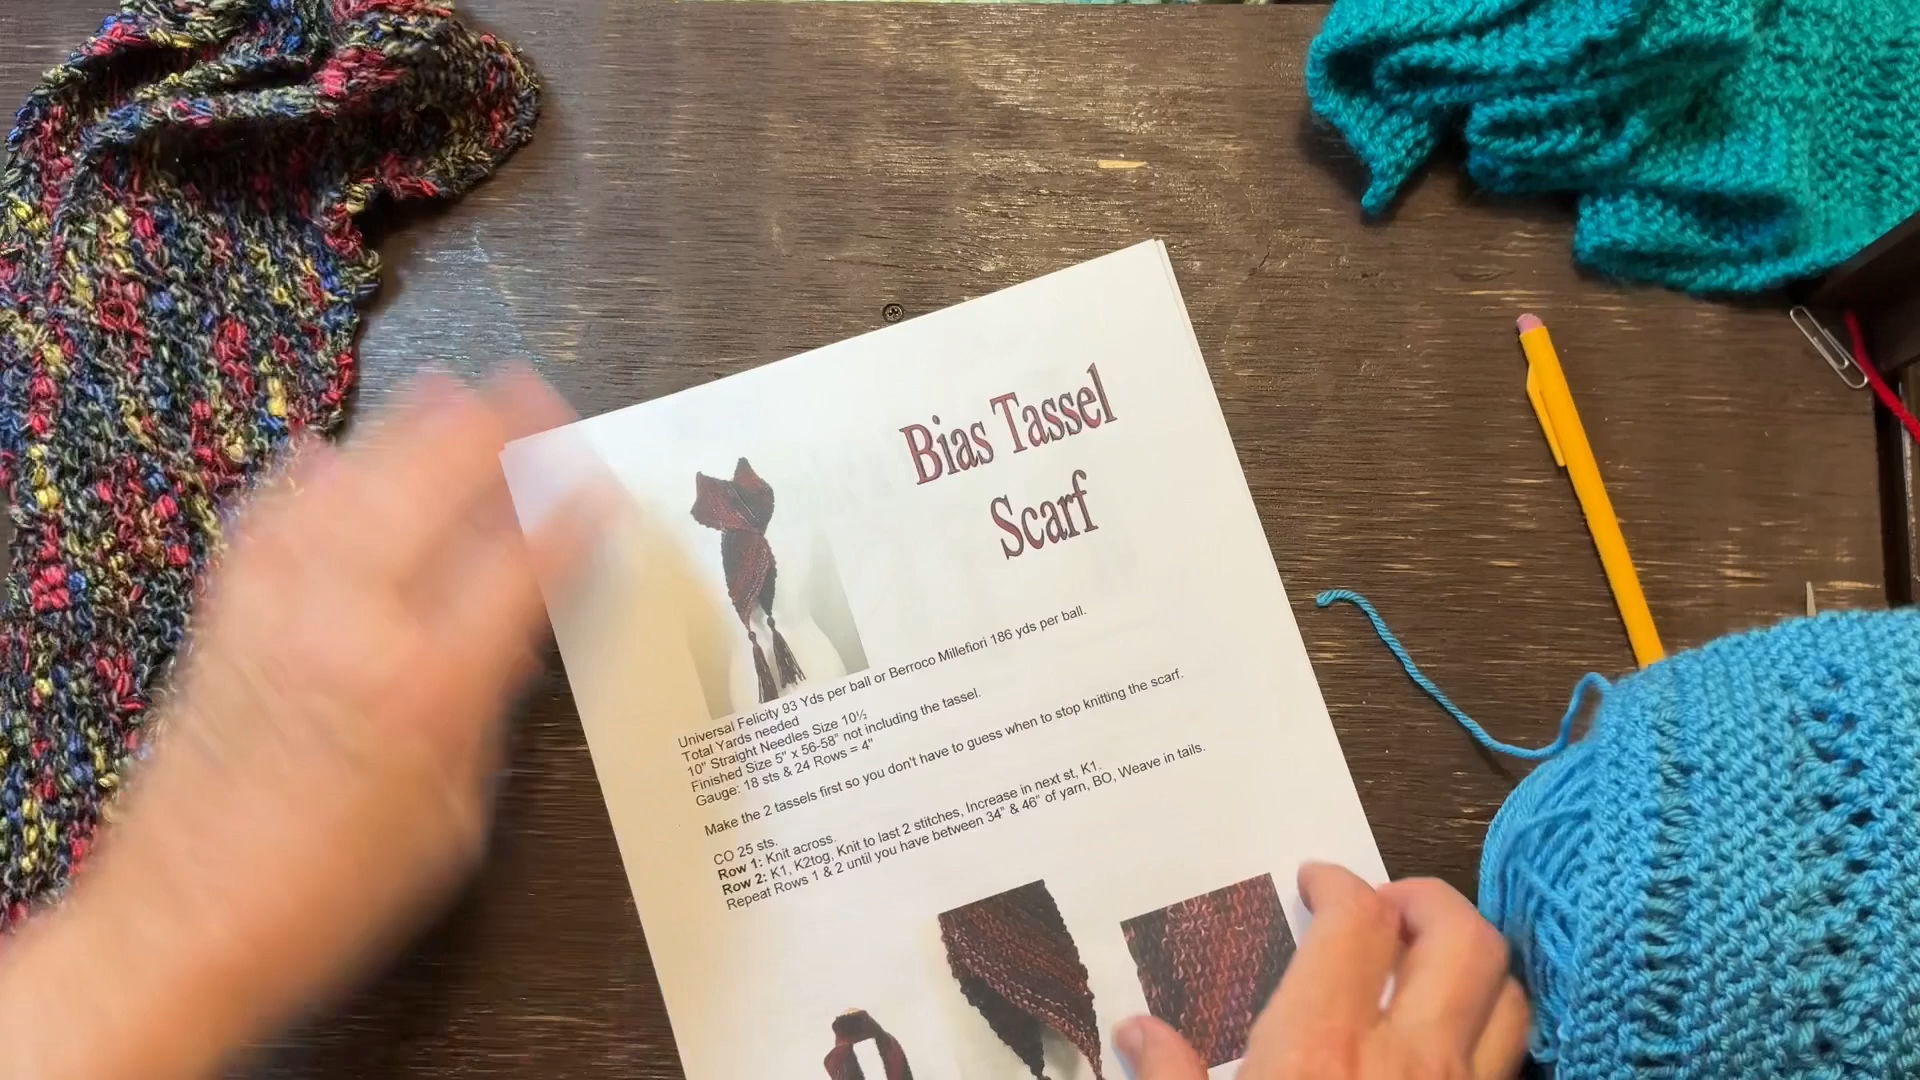 Bias Tassel
Scarf
Universal Felicity 93 Yds per ball or Berroco Millefiori 186 yds per ball.
Total Yards needed
10" Straight Needles Size 10½
Finished Size 5" x 56-58" not including the tassel.
Gauge: 18 sts & 24 Rows = 4"
Make the 2 tassels first so you don't have to guess when to stop knitting the scarf.
CO 25 sts.
Row 1: Knit across.
Row 2: K1, K2tog, Knit to last 2 stitches, Increase in next st, K1.
Repeat Rows 1 & 2 until you have between 34" & 46" of yarn, BO, Weave in tails.